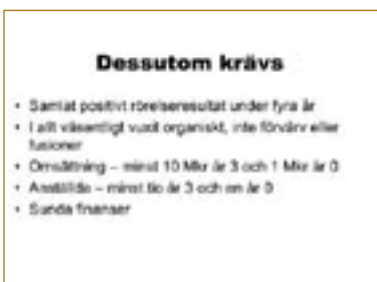 Dessutom krävs
• Samlat positivt rörelseresultat under fyra år
• I allt väsentligt vuxit organiskt, inte förvärv eller
fusioner
• Omsättning – minst 10 Mkr år 3 och 1 Mkr år 0
• Anställda – minst tio år 3 och en år 0
• Sunda finanser